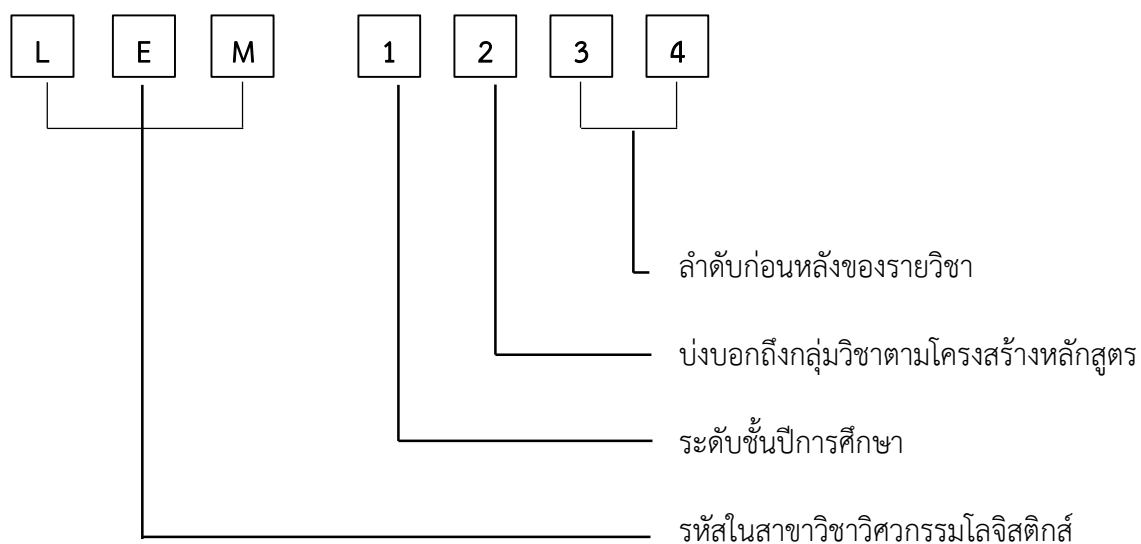 L E M 1 2 3 4
ลำดับก่อนหลังของรายวิชา
บ่งบอกถึงกลุ่มวิชาตามโครงสร้างหลักสูตร
ระดับชั้นปีการศึกษา
รหัสในสาขาวิชาวิศวกรรมโลจิสติกส์